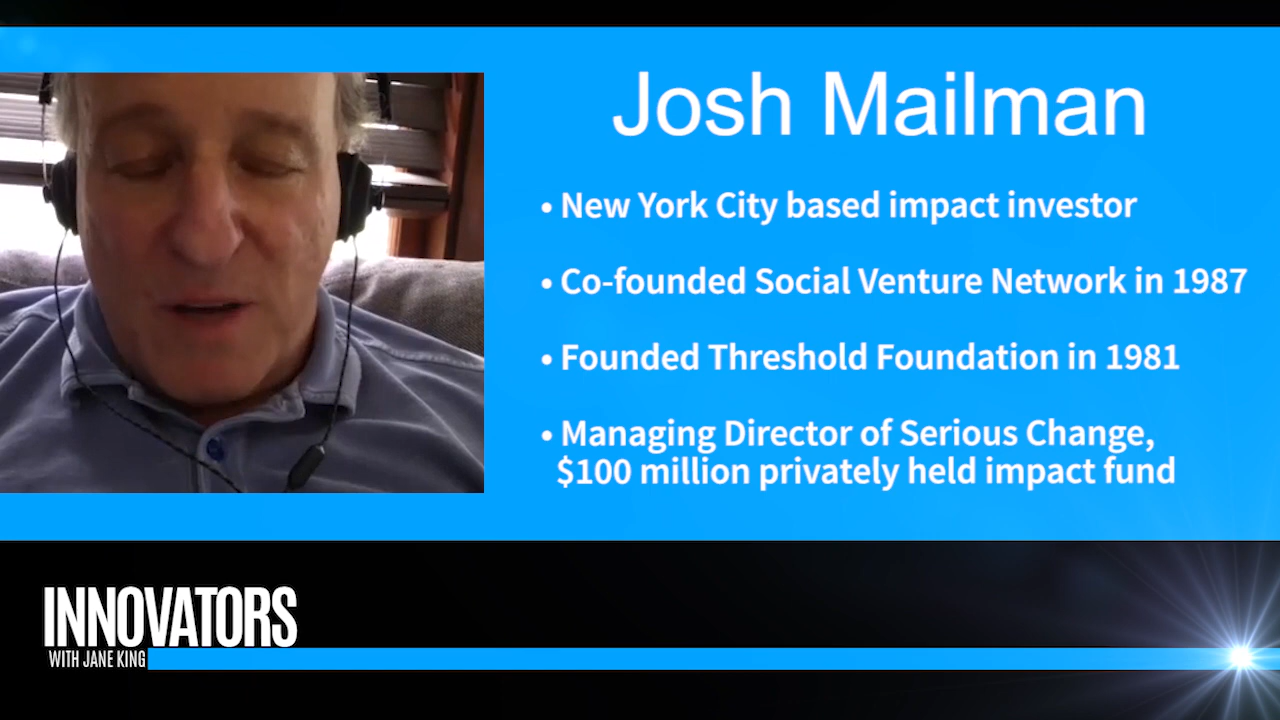 Josh Mailman
• New York City based impact investor
• Co-founded Social Venture Network in 1987
• Founded Threshold Foundation in 1981
• Managing Director of Serious Change,
$100 million privately held impact fund
INNOVATORS
WITH JANE KING